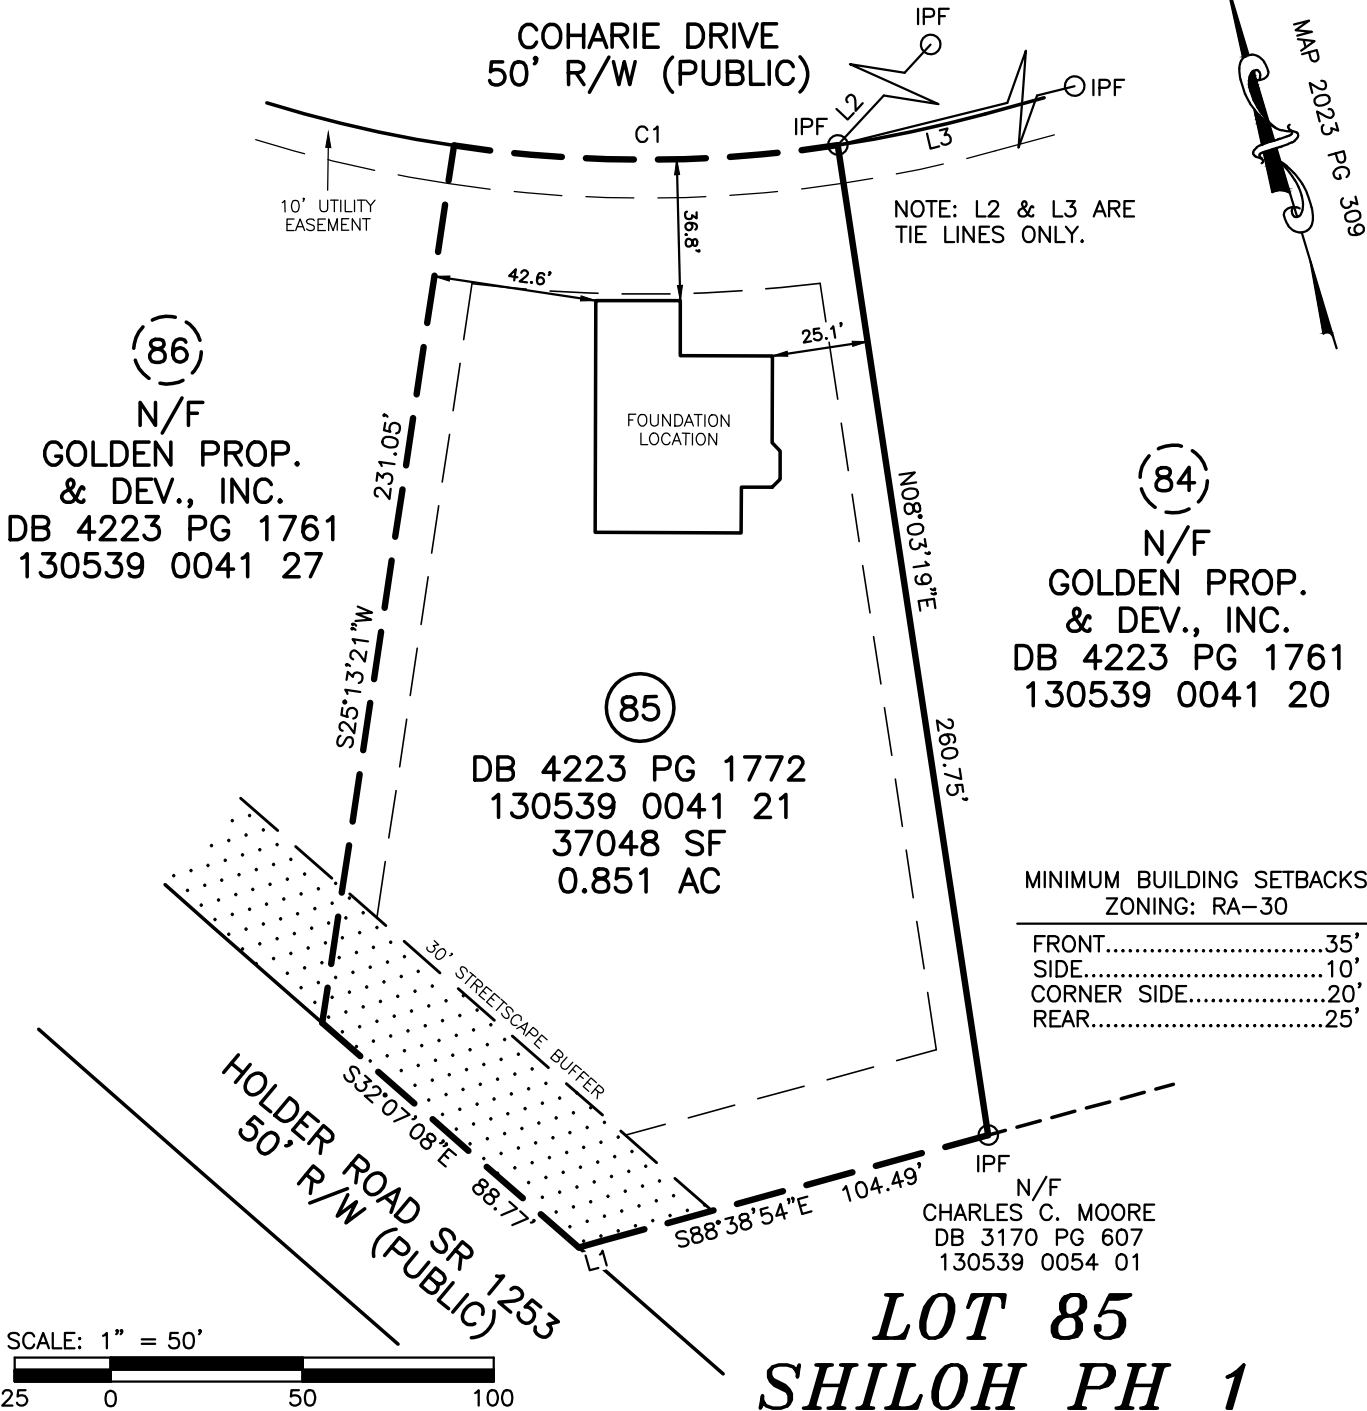 COHARIE DRIVE
50' R/W (PUBLIC)
IPF
IPF
IPF
L2
L3
C1
MAP 2023 PG 309
10' UTILITY
EASEMENT
NOTE: L2 & L3 ARE
TIE LINES ONLY.
36.8'
42.6'
25.1'
FOUNDATION
LOCATION
86
N/F
GOLDEN PROP.
& DEV., INC.
DB 4223 PG 1761
130539 0041 27
231.05'
S25°13'21"W
N08°03'19"E
260.75'
84
N/F
GOLDEN PROP.
& DEV., INC.
DB 4223 PG 1761
130539 0041 20
85
DB 4223 PG 1772
130539 0041 21
37048 SF
0.851 AC
MINIMUM BUILDING SETBACKS
ZONING: RA-30
FRONT..............................35'
SIDE.................................10'
CORNER SIDE...................20'
REAR................................25'
30' STREETSCAPE BUFFER
S32°07'08"E
88.77'
HOLDER ROAD SR 1253
50' R/W (PUBLIC)
L1
S88°38'54"E
104.49'
IPF
N/F
CHARLES C. MOORE
DB 3170 PG 607
130539 0054 01
LOT 85
SHILOH PH 1
SCALE: 1" = 50'
25 0 50 100